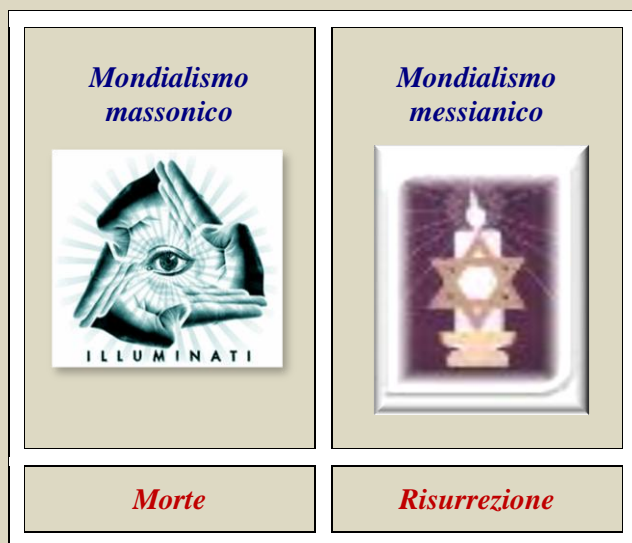 Mondialismo
massonico
Mondialismo
messianico
ILLUMINATI
Morte
Risurrezione